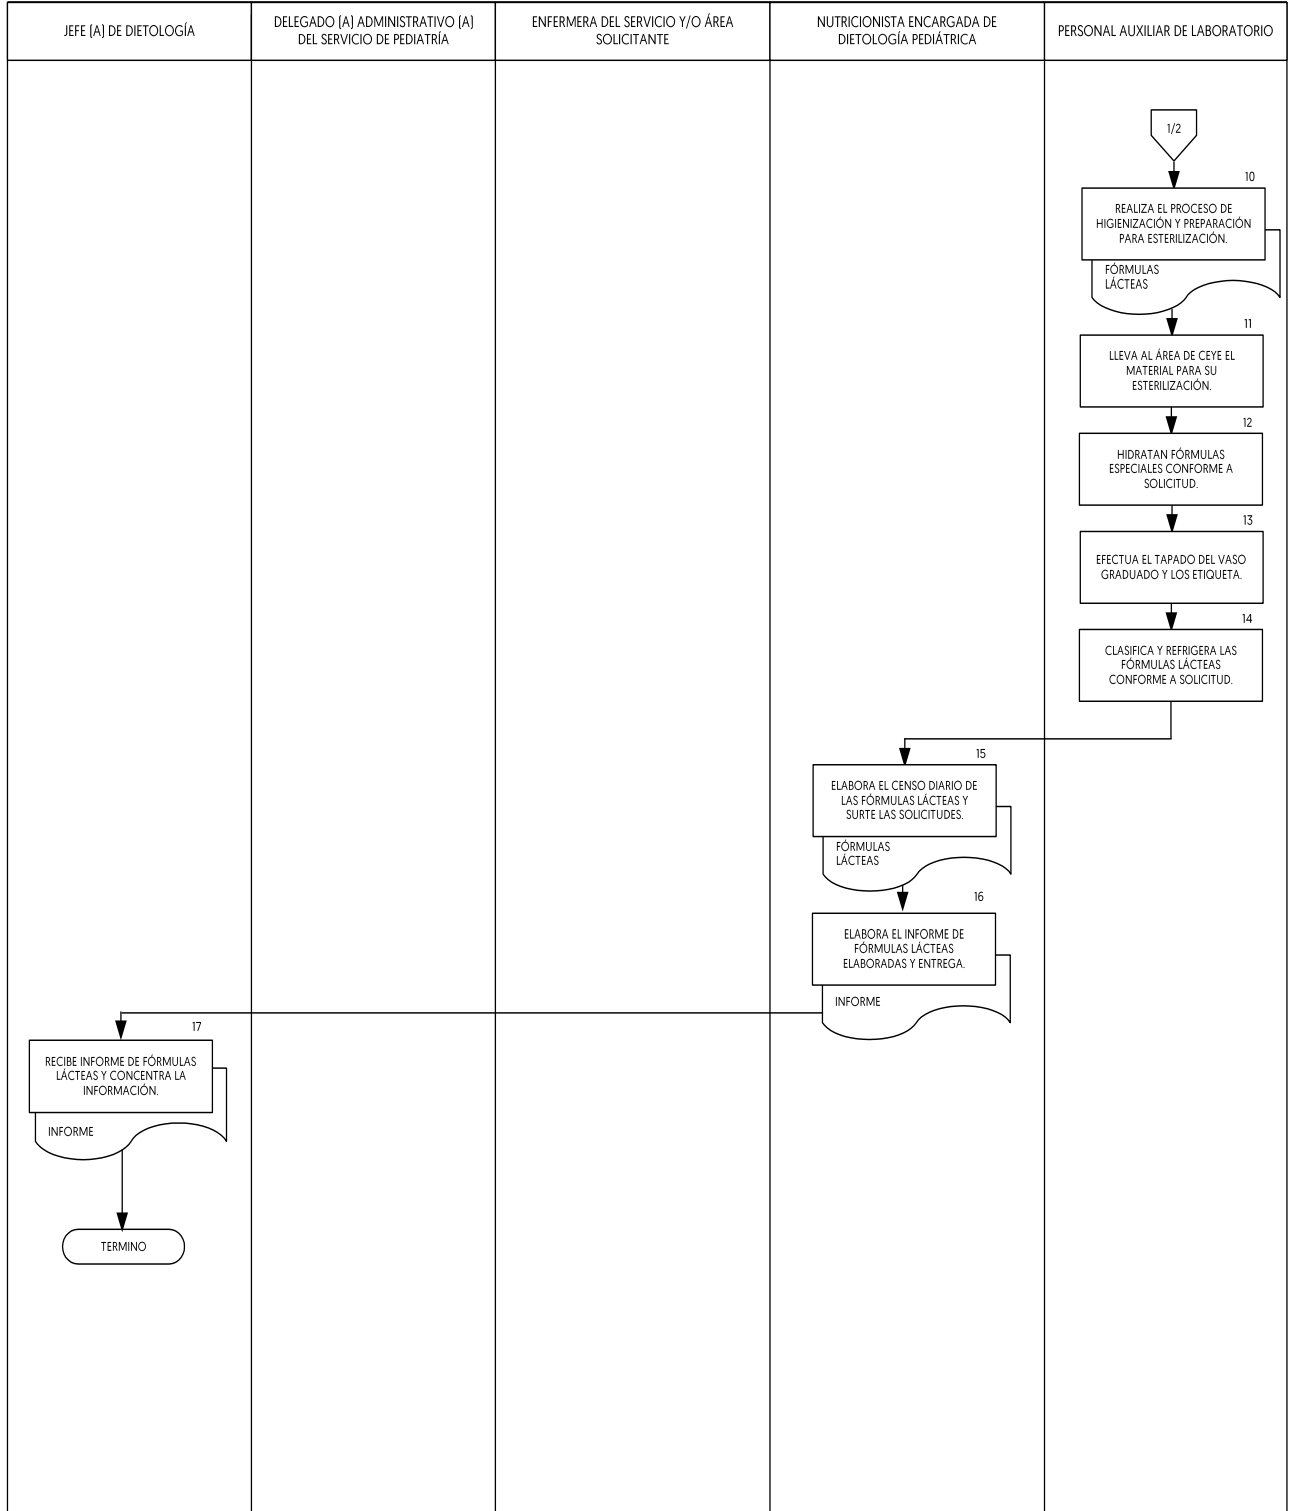 JEFE (A) DE DIETOLOGÍA
DELEGADO (A) ADMINISTRATIVO (A)
DEL SERVICIO DE PEDIATRÍA
ENFERMERA DEL SERVICIO Y/O ÁREA
SOLICITANTE
NUTRICIONISTA ENCARGADA DE
DIETOLOGÍA PEDIÁTRICA
PERSONAL AUXILIAR DE LABORATORIO
1/2
10
REALIZA EL PROCESO DE
HIGIENIZACIÓN Y PREPARACIÓN
PARA ESTERILIZACIÓN.
FÓRMULAS
LÁCTEAS
11
LLEVA AL ÁREA DE CEYE EL
MATERIAL PARA SU
ESTERILIZACIÓN.
12
HIDRATAN FÓRMULAS
ESPECIALES CONFORME A
SOLICITUD.
13
EFECTUA EL TAPADO DEL VASO
GRADUADO Y LOS ETIQUETA.
14
CLASIFICA Y REFRIGERA LAS
FÓRMULAS LÁCTEAS
CONFORME A SOLICITUD.
15
ELABORA EL CENSO DIARIO DE
LAS FÓRMULAS LÁCTEAS Y
SURTE LAS SOLICITUDES.
FÓRMULAS
LÁCTEAS
16
ELABORA EL INFORME DE
FÓRMULAS LÁCTEAS
ELABORADAS Y ENTREGA.
INFORME
17
RECIBE INFORME DE FÓRMULAS
LÁCTEAS Y CONCENTRA LA
INFORMACIÓN.
INFORME
TERMINO